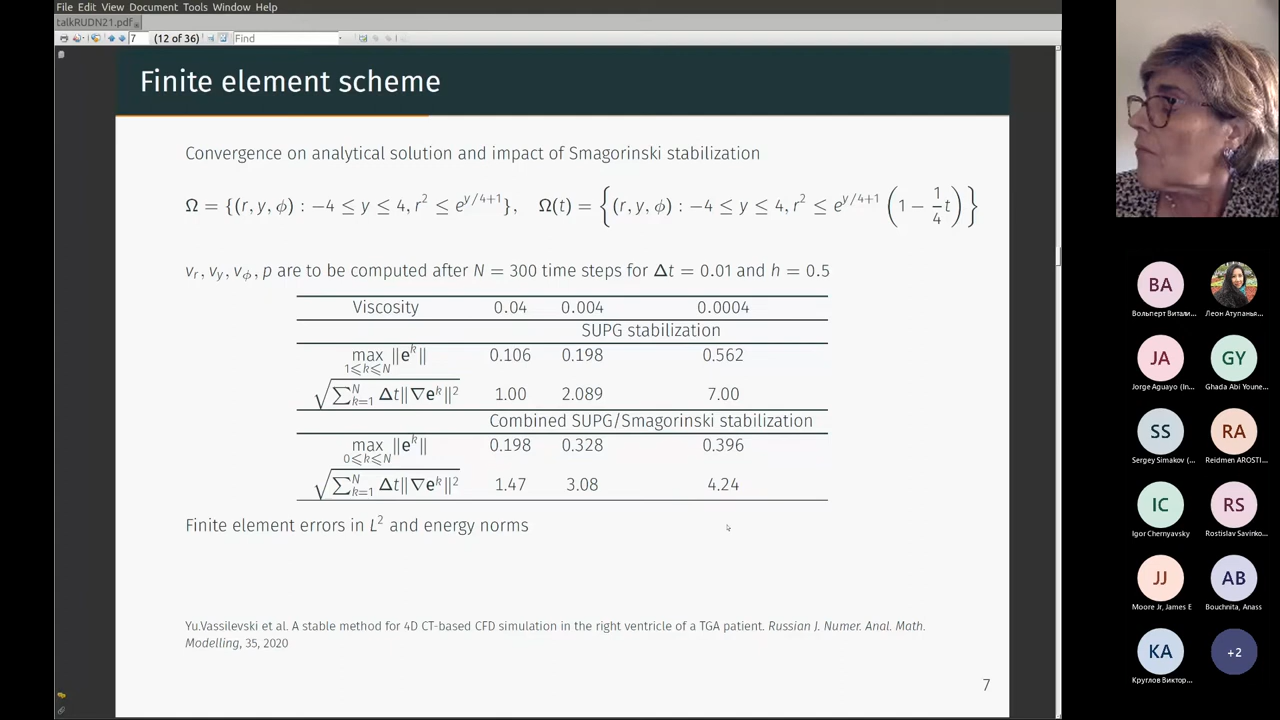 File Edit View Document Tools Window Help
talkRUDN21.pdf
7 (12 of 36) Find
Finite element scheme
Convergence on analytical solution and impact of Smagorinski stabilization
Ω = {(r, y, ϕ) : −4 ≤ y ≤ 4, r² ≤ e^{y/4+1}}, Ω(t) = {(r, y, ϕ) : −4 ≤ y ≤ 4, r² ≤ e^{y/4+1} (1 − 1/4 t)}
v_r, v_y, v_ϕ, p are to be computed after N = 300 time steps for Δt = 0.01 and h = 0.5
Viscosity 0.04 0.004 0.0004
SUPG stabilization
max_{1⩽k⩽N} ||e^k|| 0.106 0.198 0.562
√(∑_{k=1}^N Δt||∇e^k||²) 1.00 2.089 7.00
Combined SUPG/Smagorinski stabilization
max_{0⩽k⩽N} ||e^k|| 0.198 0.328 0.396
√(∑_{k=1}^N Δt||∇e^k||²) 1.47 3.08 4.24
Finite element errors in L² and energy norms
Yu.Vassilevski et al. A stable method for 4D CT-based CFD simulation in the right ventricle of a TGA patient. Russian J. Numer. Anal. Math.
Modelling, 35, 2020
7
BA
Вольперт Витали... Леон Атупанья...
JA GY
Jorge Aguayo (In... Ghada Abi Youne...
SS RA
Sergey Simakov (... Reidmen AROSTI...
IC RS
Igor Chernyavsky Rostislav Savinko...
JJ AB
Moore Jr, James E Bouchnita, Anass
KA +2
Круглов Виктор...